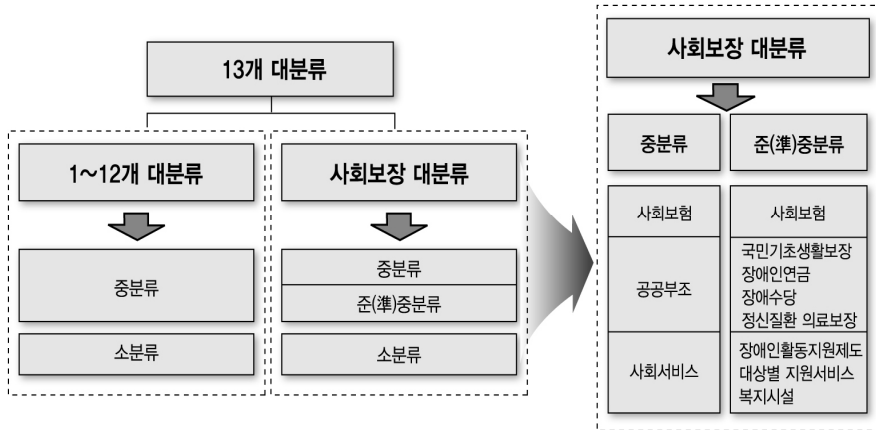 13개 대분류
1～12개 대분류
중분류
소분류
사회보장 대분류
중분류
준(準)중분류
소분류
사회보장 대분류
중분류
준(準)중분류
사회보험
사회보험
공공부조
국민기초생활보장
장애인연금
장애수당
정신질환 의료보장
사회서비스
장애인활동지원제도
대상별 지원서비스
복지시설